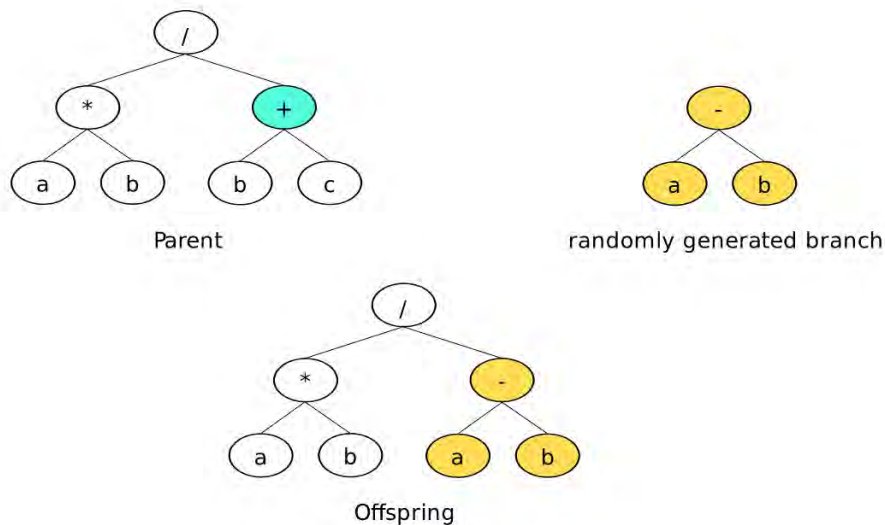 /
* +
-
a b b c
a b
Parent
randomly generated branch
/
* -
a b a b
Offspring